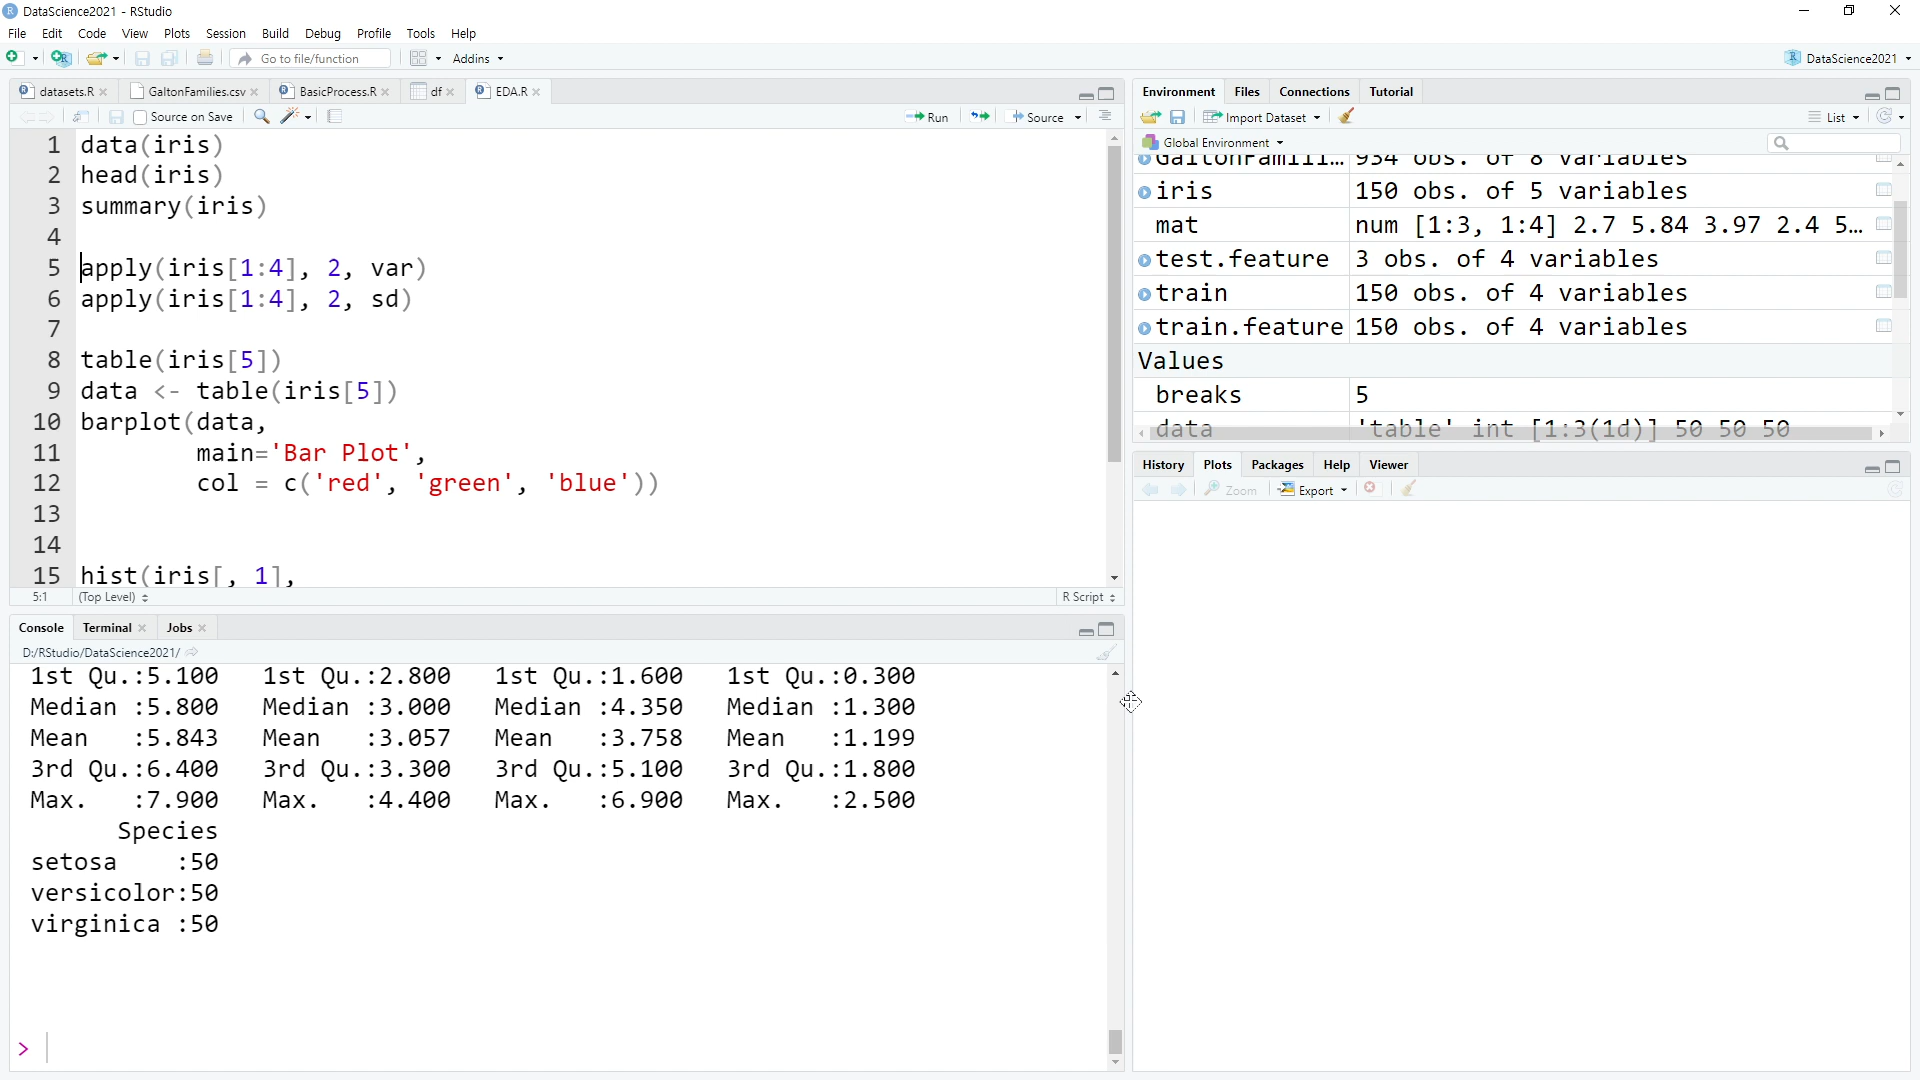 DataScience2021 - RStudio
File Edit Code View Plots Session Build Debug Profile Tools Help
Go to file/function Addins DataScience2021
datasets.R GaltonFamilies.csv BasicProcess.R df EDA.R
Source on Save Run Source
1 data(iris)
2 head(iris)
3 summary(iris)
4
5 apply(iris[1:4], 2, var)
6 apply(iris[1:4], 2, sd)
7
8 table(iris[5])
9 data <- table(iris[5])
10 barplot(data,
11 main='Bar Plot',
12 col = c('red', 'green', 'blue'))
13
14
15 hist(iris[, 1],
5:1 (Top Level) R Script
Console Terminal Jobs
D:/RStudio/DataScience2021/
1st Qu.:5.100 1st Qu.:2.800 1st Qu.:1.600 1st Qu.:0.300
Median :5.800 Median :3.000 Median :4.350 Median :1.300
Mean :5.843 Mean :3.057 Mean :3.758 Mean :1.199
3rd Qu.:6.400 3rd Qu.:3.300 3rd Qu.:5.100 3rd Qu.:1.800
Max. :7.900 Max. :4.400 Max. :6.900 Max. :2.500
Species
setosa :50
versicolor:50
virginica :50
>
Environment Files Connections Tutorial
Import Dataset List
Global Environment
GaltonFamili... 934 obs. of 8 variables
iris 150 obs. of 5 variables
mat num [1:3, 1:4] 2.7 5.84 3.97 2.4 5...
test.feature 3 obs. of 4 variables
train 150 obs. of 4 variables
train.feature 150 obs. of 4 variables
Values
breaks 5
data 'table' int [1:3(1d)] 50 50 50
History Plots Packages Help Viewer
Zoom Export